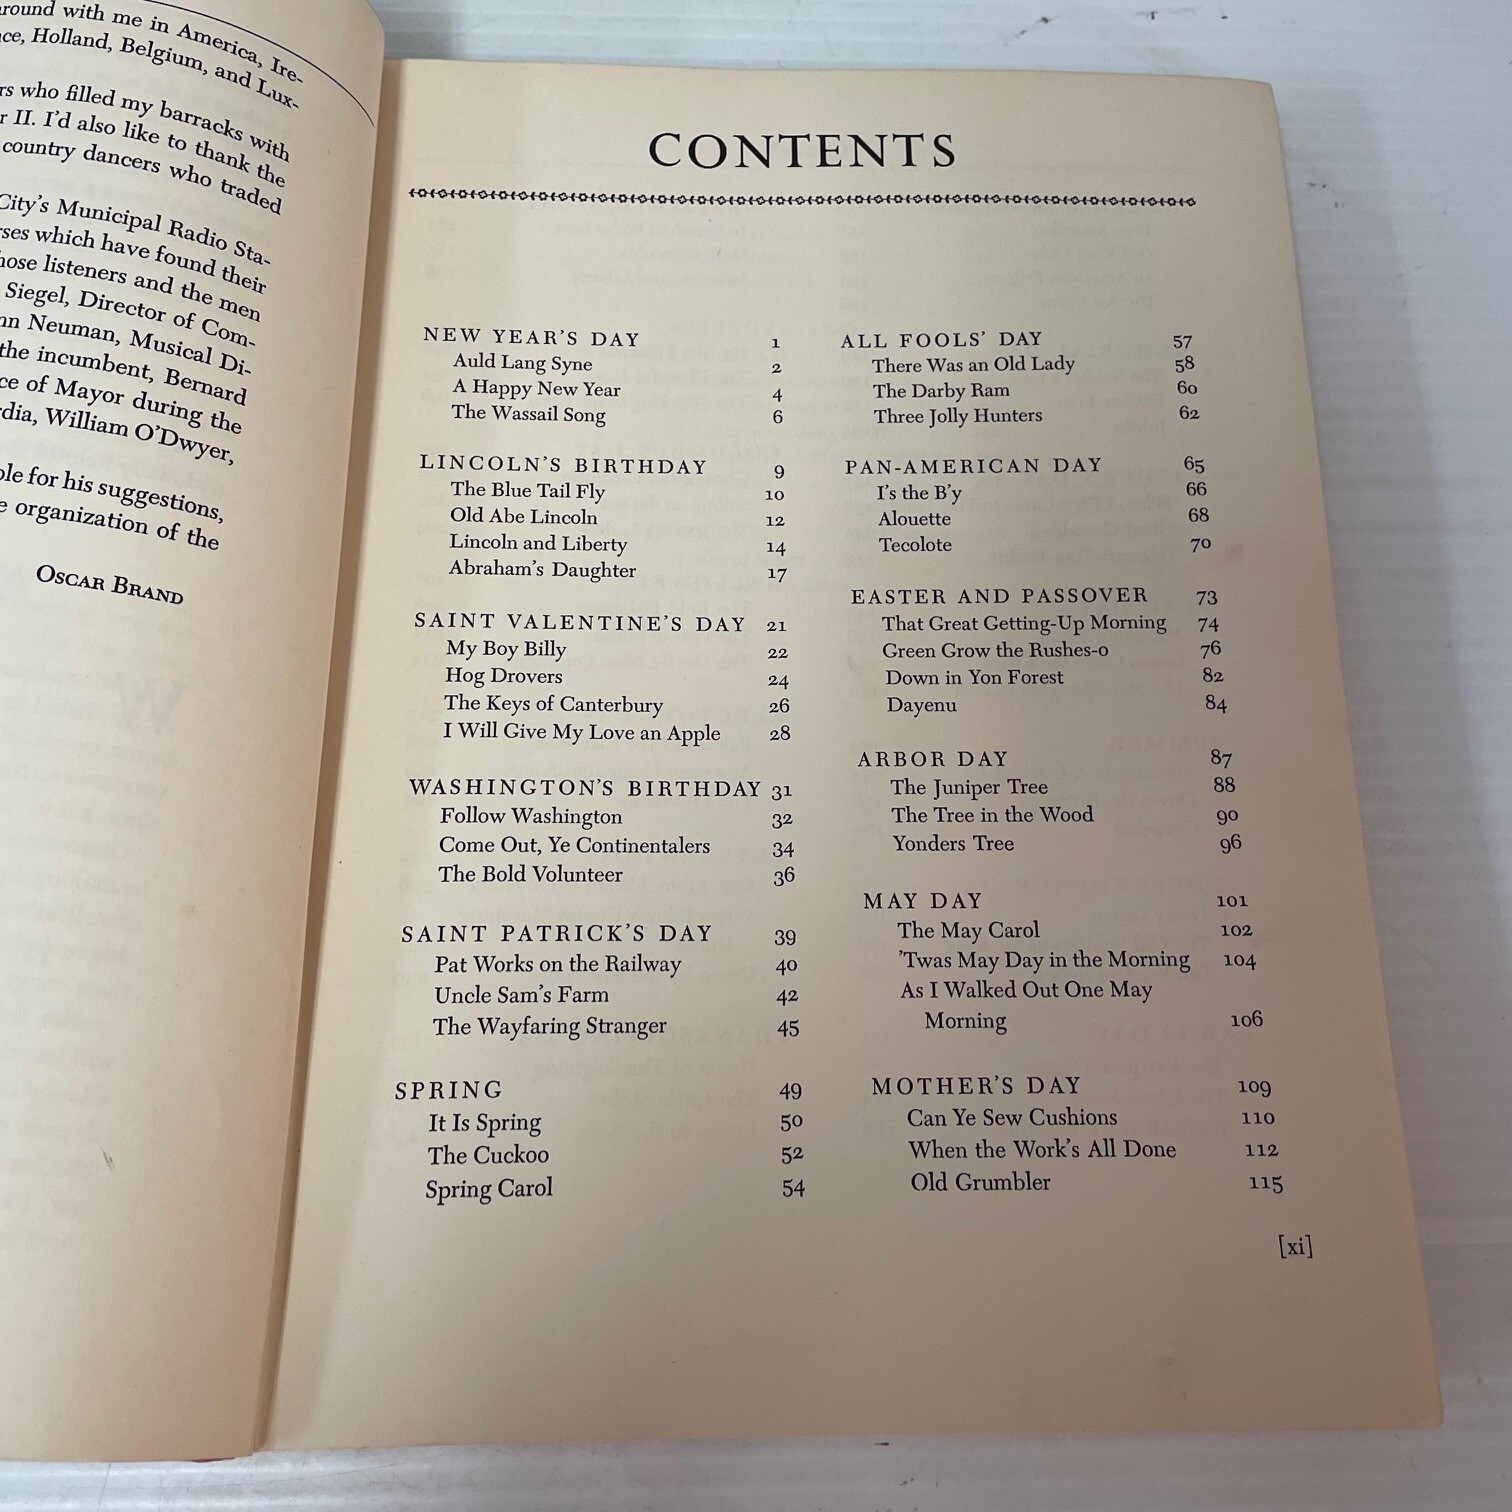 around with me in America, Ire-
Holland, Belgium, and Lux-
who filled my barracks with
II. I'd also like to thank the
country dancers who traded
City's Municipal Radio Sta-
which have found their
those listeners and the men
Siegel, Director of Com-
Neuman, Musical Di-
the incumbent, Bernard
of Mayor during the
William O'Dwyer,
for his suggestions,
organization of the
OSCAR BRAND
CONTENTS
NEW YEAR'S DAY 1
Auld Lang Syne 2
A Happy New Year 4
The Wassail Song 6
LINCOLN'S BIRTHDAY 9
The Blue Tail Fly 10
Old Abe Lincoln 12
Lincoln and Liberty 14
Abraham's Daughter 17
SAINT VALENTINE'S DAY 21
My Boy Billy 22
Hog Drovers 24
The Keys of Canterbury 26
I Will Give My Love an Apple 28
WASHINGTON'S BIRTHDAY 31
Follow Washington 32
Come Out, Ye Continentalers 34
The Bold Volunteer 36
SAINT PATRICK'S DAY 39
Pat Works on the Railway 40
Uncle Sam's Farm 42
The Wayfaring Stranger 45
SPRING 49
It Is Spring 50
The Cuckoo 52
Spring Carol 54
ALL FOOLS' DAY 57
There Was an Old Lady 58
The Darby Ram 60
Three Jolly Hunters 62
PAN-AMERICAN DAY 65
I's the B'y 66
Alouette 68
Tecolote 70
EASTER AND PASSOVER 73
That Great Getting-Up Morning 74
Green Grow the Rushes-o 76
Down in Yon Forest 82
Dayenu 84
ARBOR DAY 87
The Juniper Tree 88
The Tree in the Wood 90
Yonders Tree 96
MAY DAY 101
The May Carol 102
'Twas May Day in the Morning 104
As I Walked Out One May
Morning 106
MOTHER'S DAY 109
Can Ye Sew Cushions 110
When the Work's All Done 112
Old Grumbler 115
[xi]